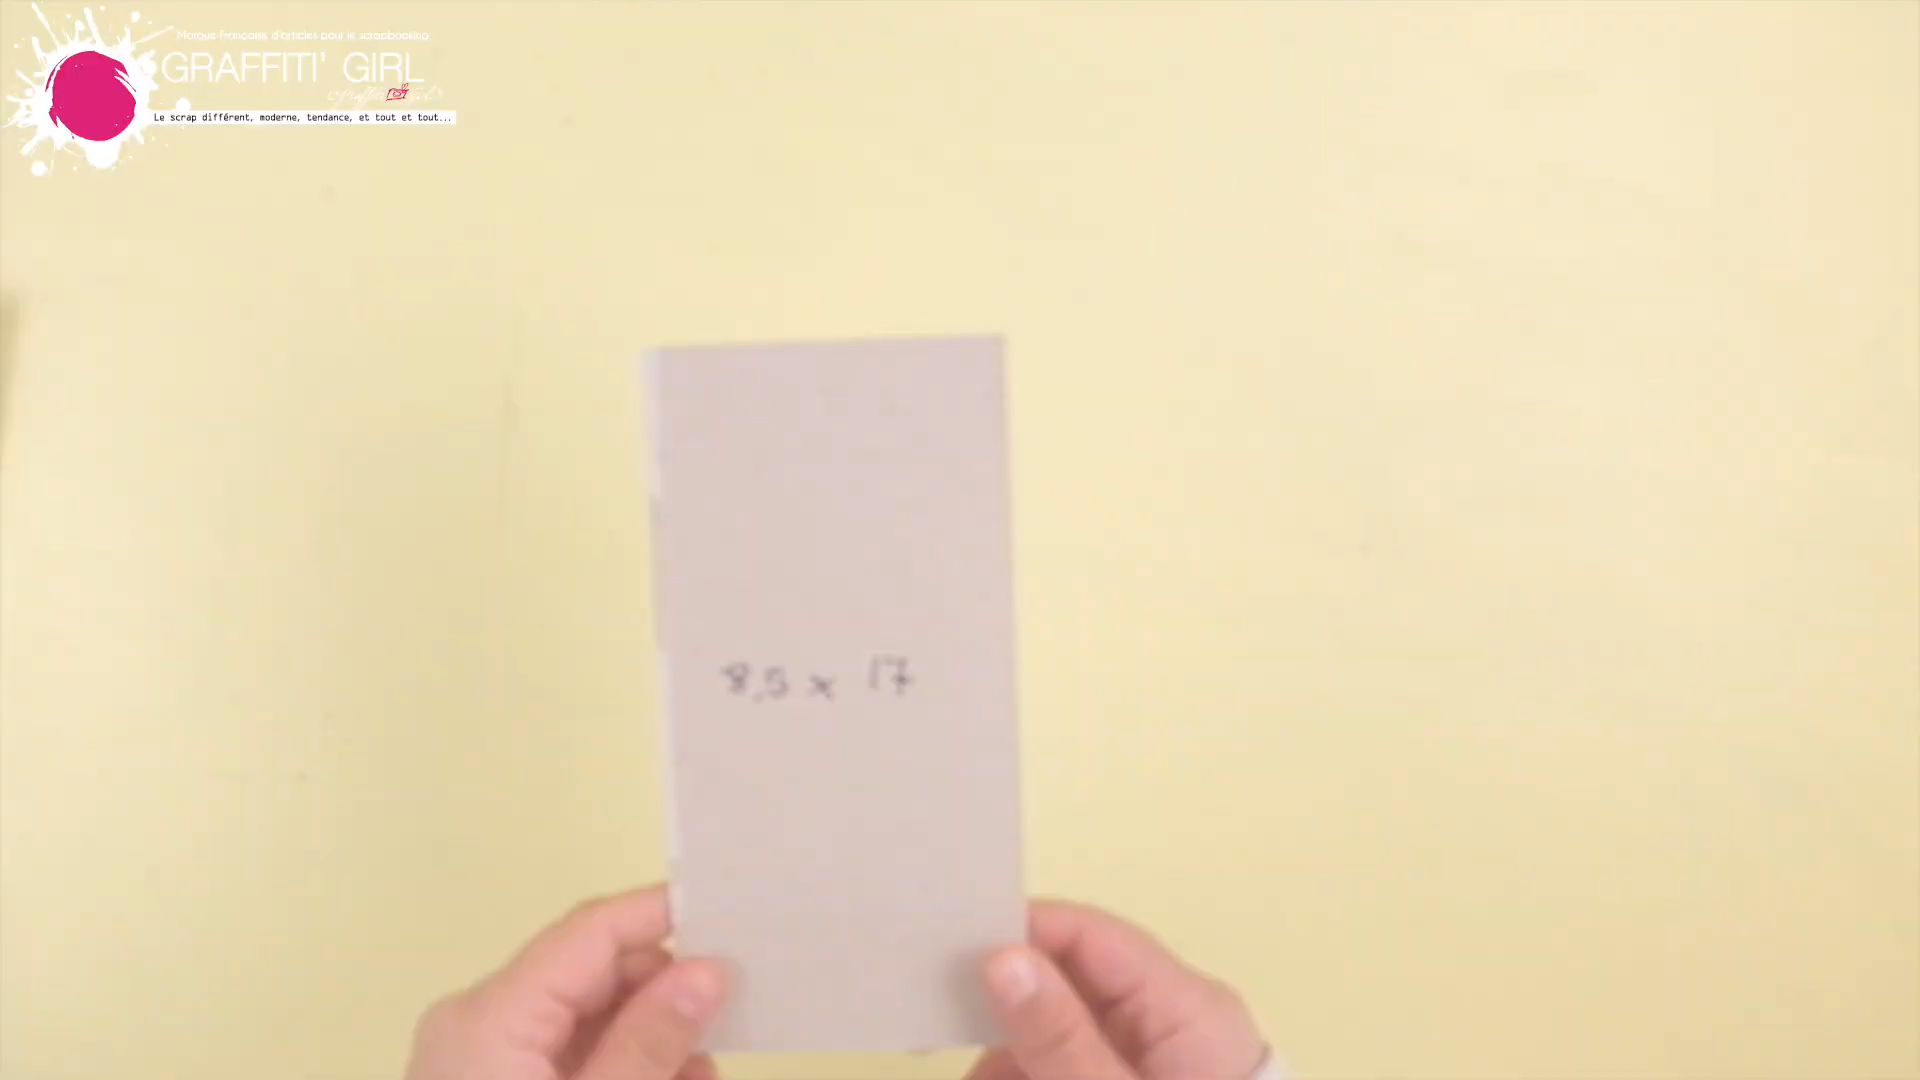 Marque Française d'articles pour le scrapbooking
GRAFFITI' GIRL
Le scrap différent, moderne, tendance, et tout et tout...
8,5 x 17